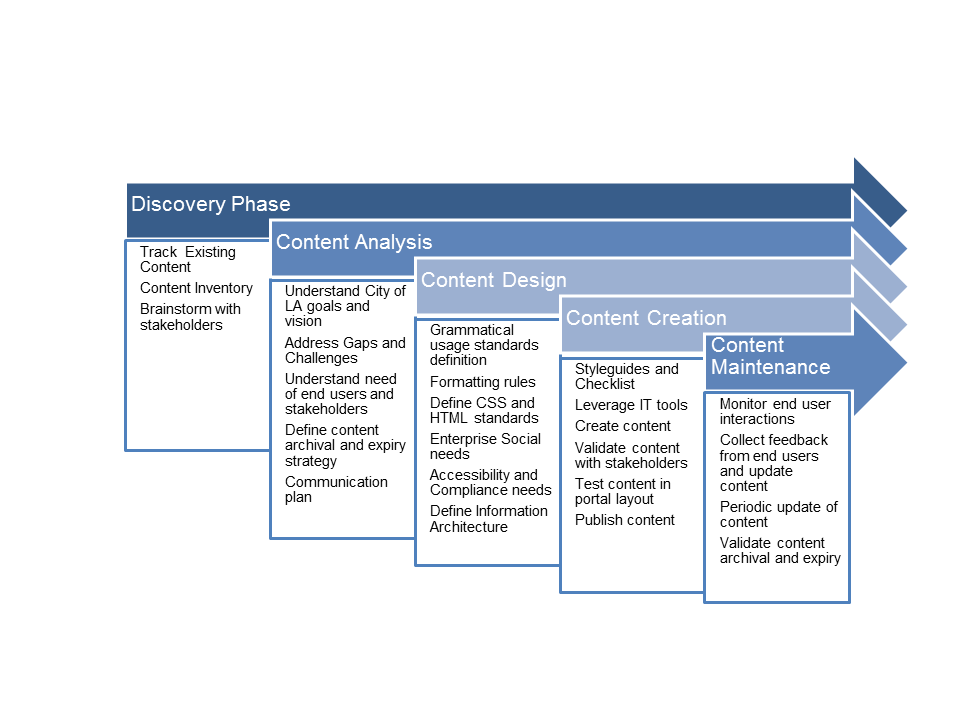 Discovery Phase
Track Existing
Content
Content Inventory
Brainstorm with
stakeholders
Content Analysis
Understand City of
LA goals and
vision
Address Gaps and
Challenges
Understand need
of end users and
stakeholders
Define content
archival and expiry
strategy
Communication
plan
Content Design
Grammatical
usage standards
definition
Formatting rules
Define CSS and
HTML standards
Enterprise Social
needs
Accessibility and
Compliance needs
Define Information
Architecture
Content Creation
Styleguides and
Checklist
Leverage IT tools
Create content
Validate content
with stakeholders
Test content in
portal layout
Publish content
Content
Maintenance
Monitor end user
interactions
Collect feedback
from end users
and update
content
Periodic update of
content
Validate content
archival and expiry